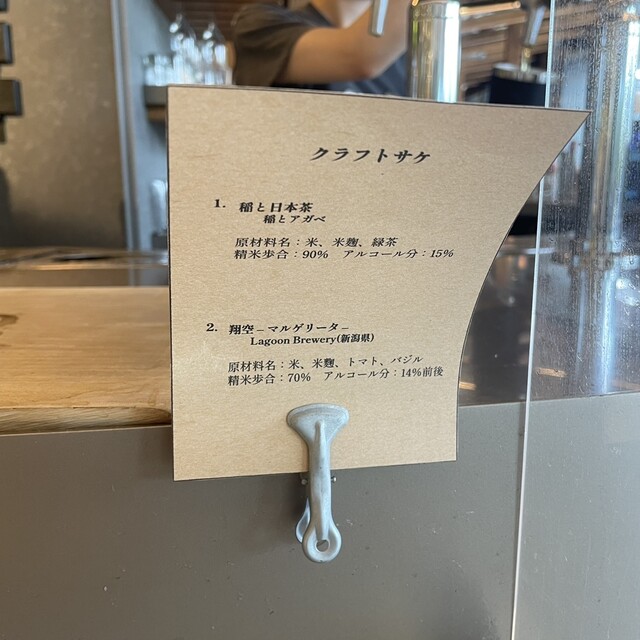 クラフトサケ
1. 稲と日本茶
稲とアガベ
原材料名：米、米麹、緑茶
精米歩合：90%　アルコール分：15%
2. 翔空 – マルゲリータ –
Lagoon Brewery(新潟県)
原材料名：米、米麹、トマト、バジル
精米歩合：70%　アルコール分：14%前後